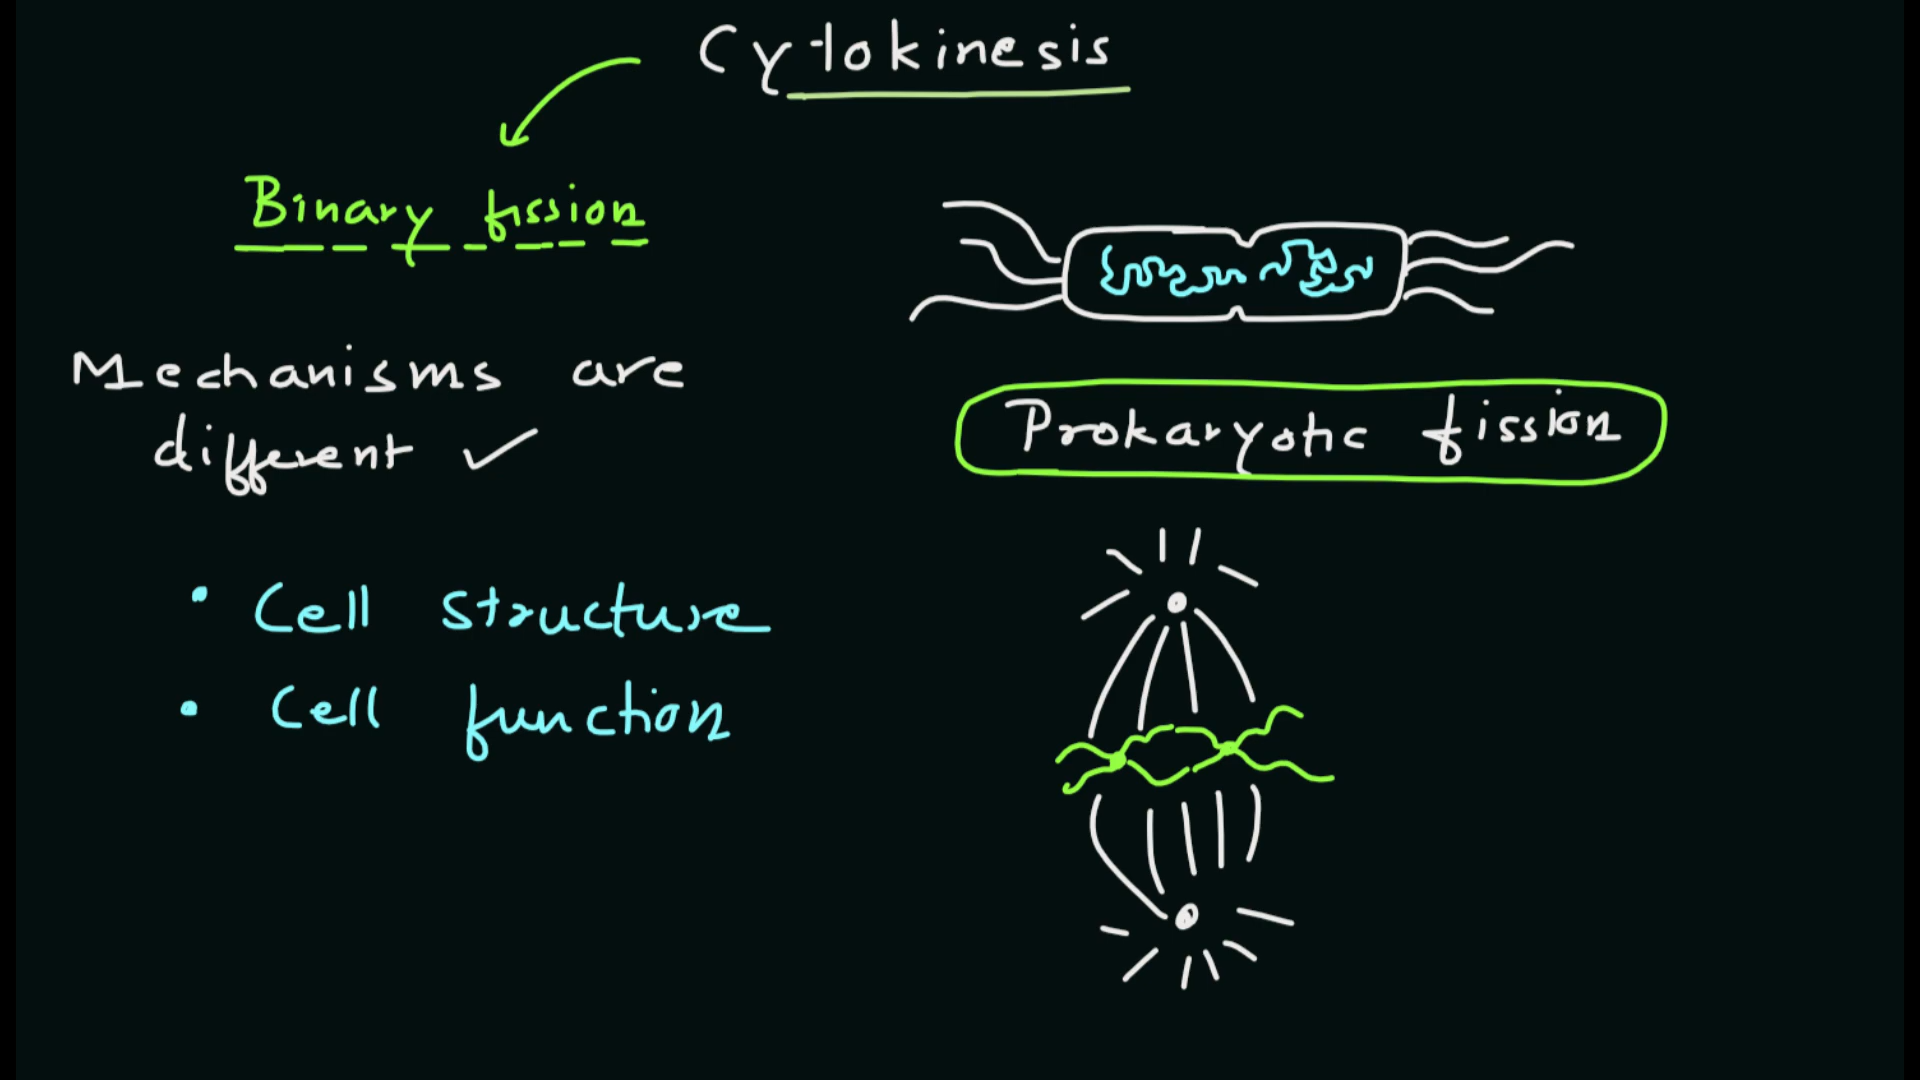 Cytokinesis
Binary fission
Mechanisms are
different ✓
Prokaryotic fission
• Cell structure
• Cell function